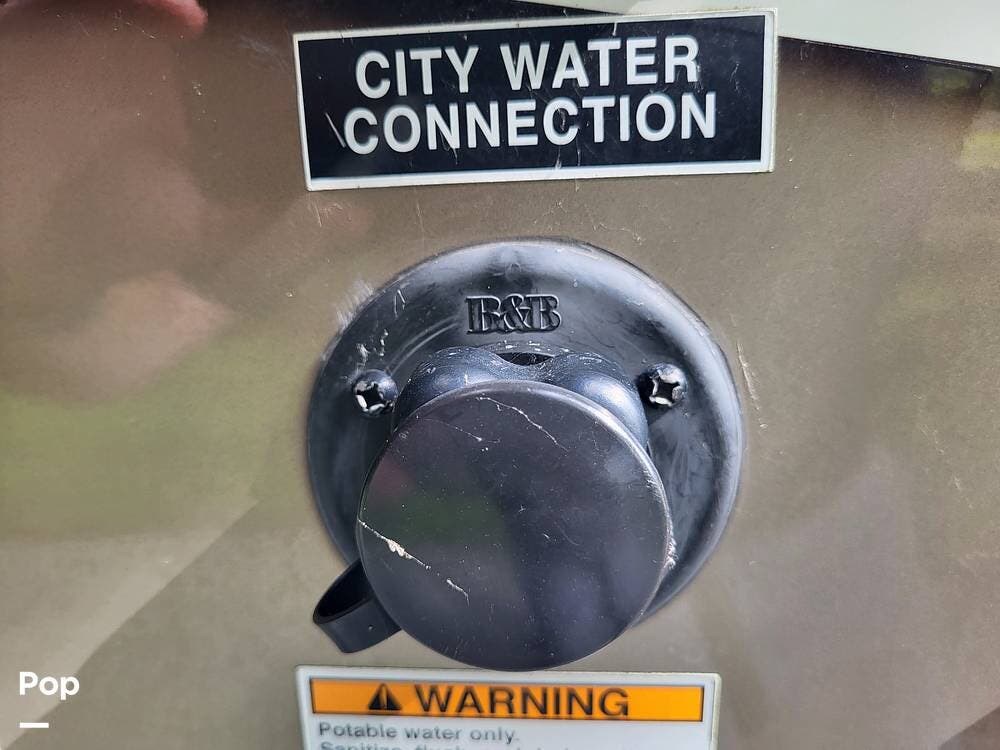 CITY WATER
CONNECTION
B&B
WARNING
Potable water only.
Pop